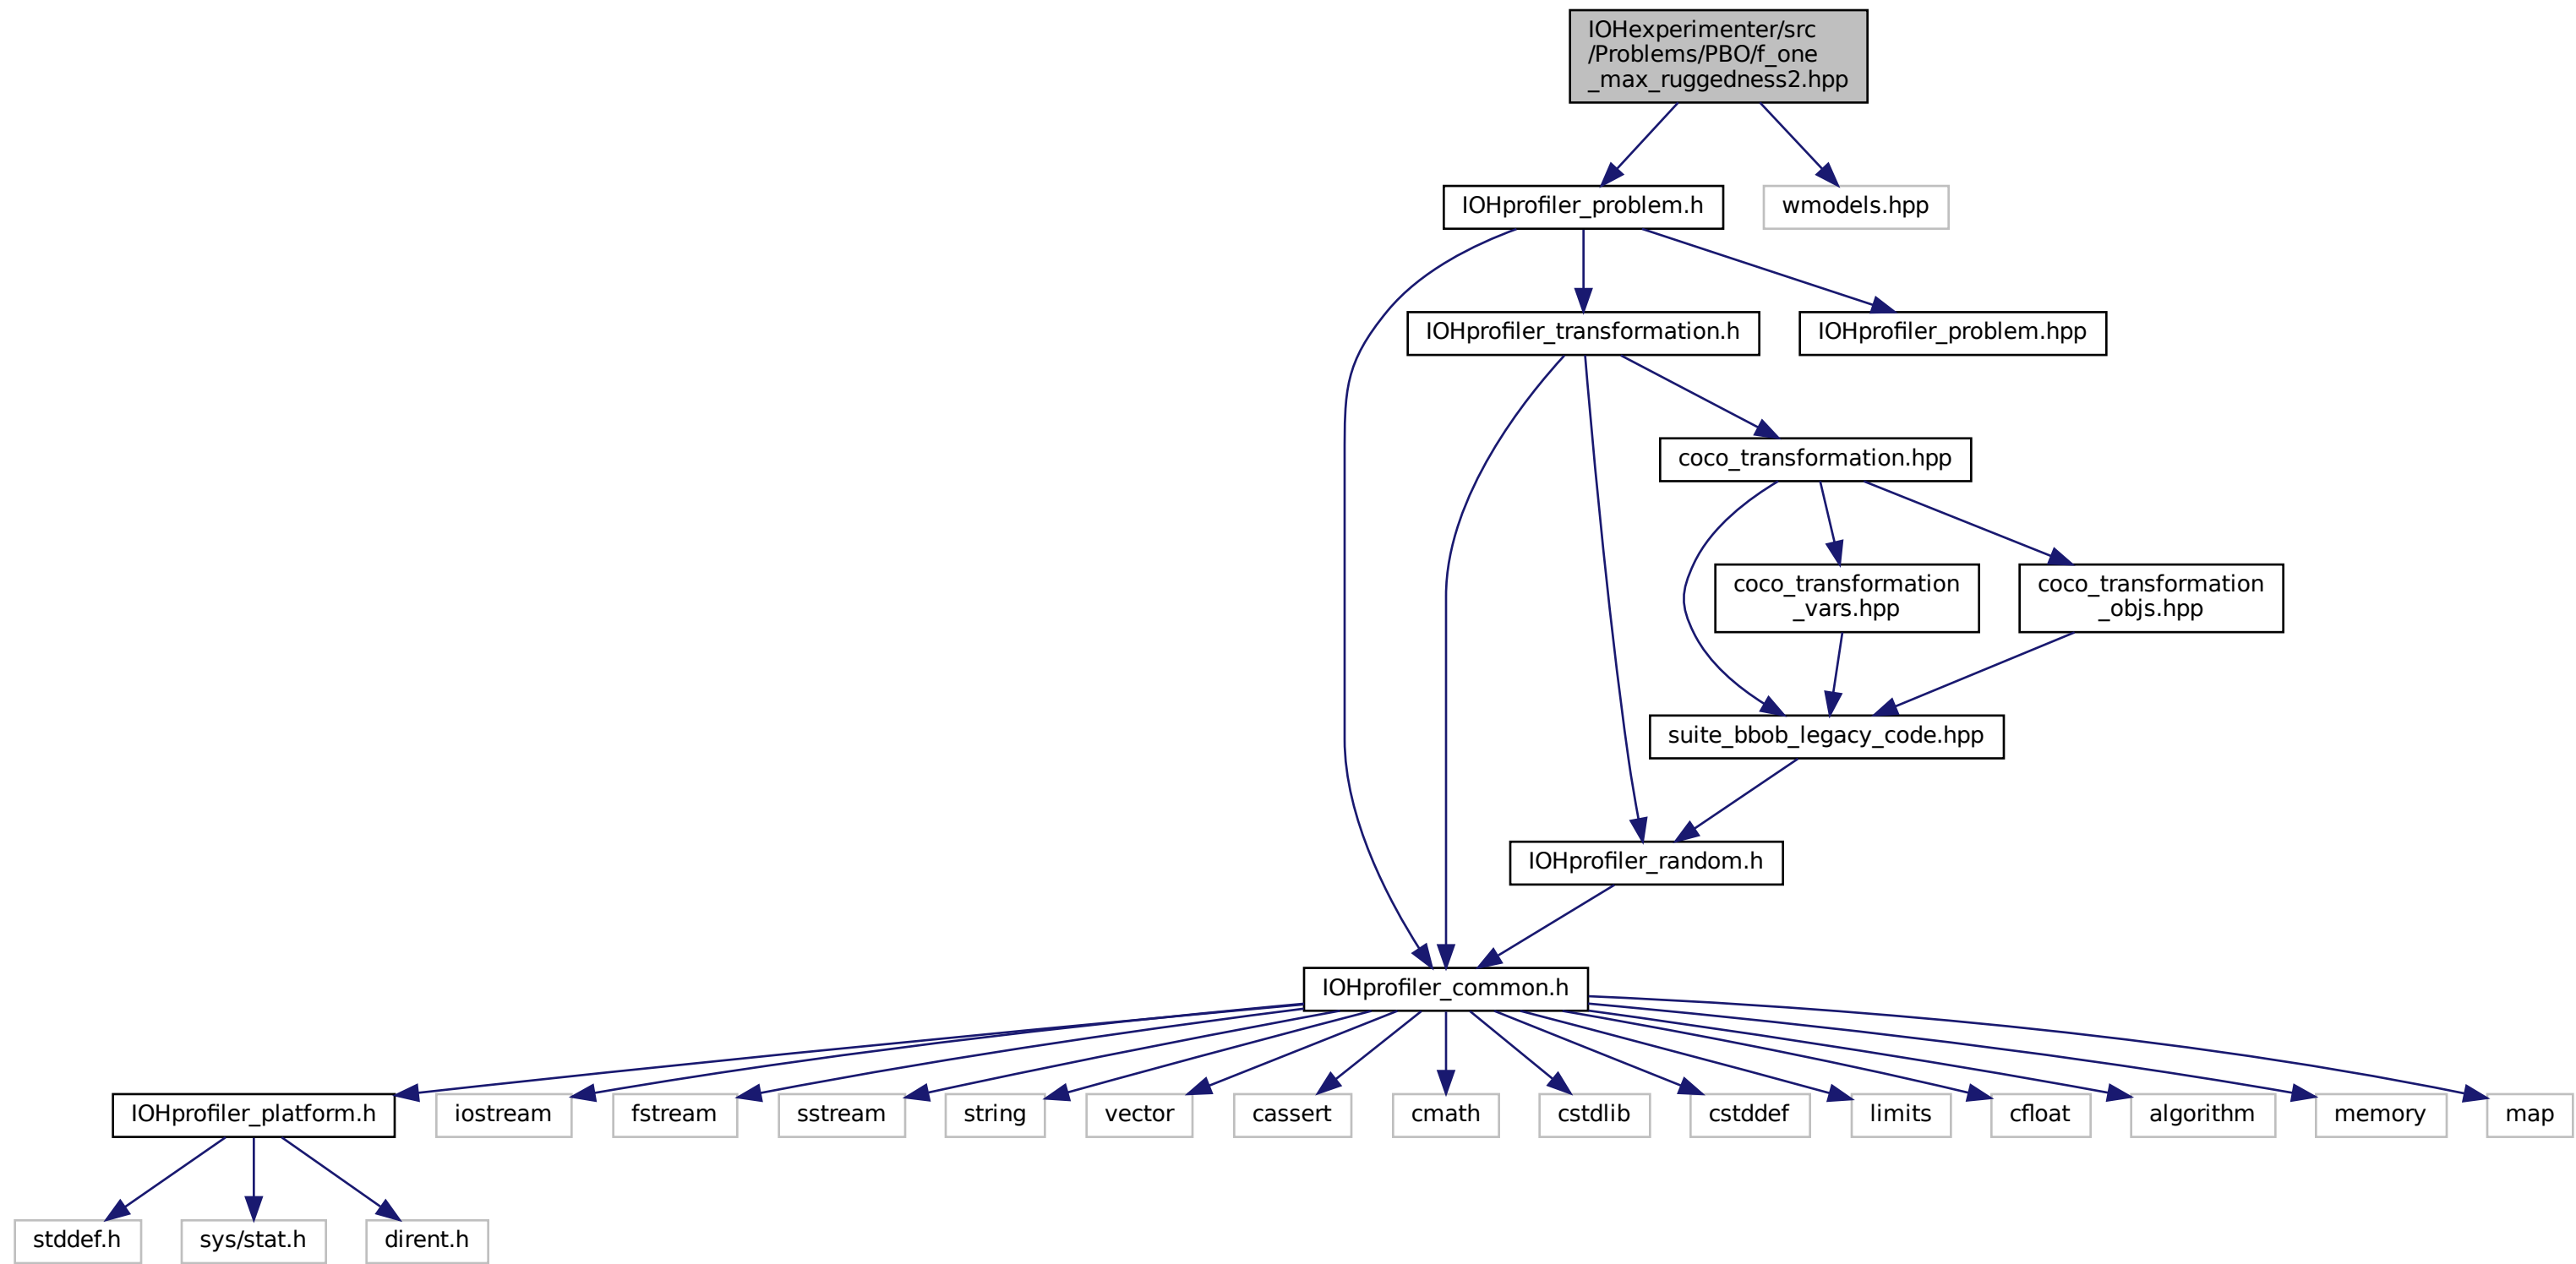 IOHexperimenter/src
/Problems/PBO/f_one
_max_ruggedness2.hpp
IOHprofiler_problem.h
wmodels.hpp
IOHprofiler_transformation.h
IOHprofiler_problem.hpp
coco_transformation.hpp
coco_transformation
_vars.hpp
coco_transformation
_objs.hpp
suite_bbob_legacy_code.hpp
IOHprofiler_random.h
IOHprofiler_common.h
IOHprofiler_platform.h
iostream
fstream
sstream
string
vector
cassert
cmath
cstdlib
cstddef
limits
cfloat
algorithm
memory
map
stddef.h
sys/stat.h
dirent.h